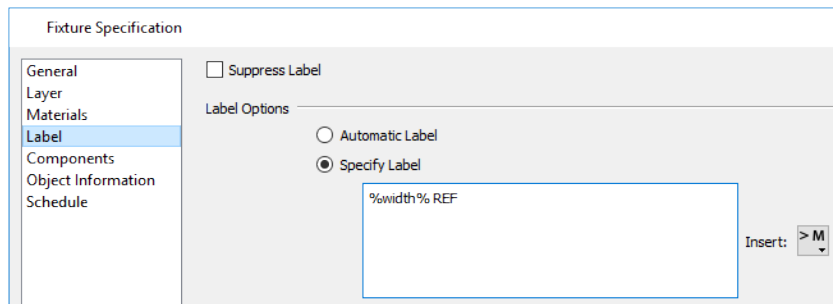 Fixture Specification
General
Layer
Materials
Label
Components
Object Information
Schedule
Suppress Label
Label Options
Automatic Label
Specify Label
%width% REF
Insert:
> M